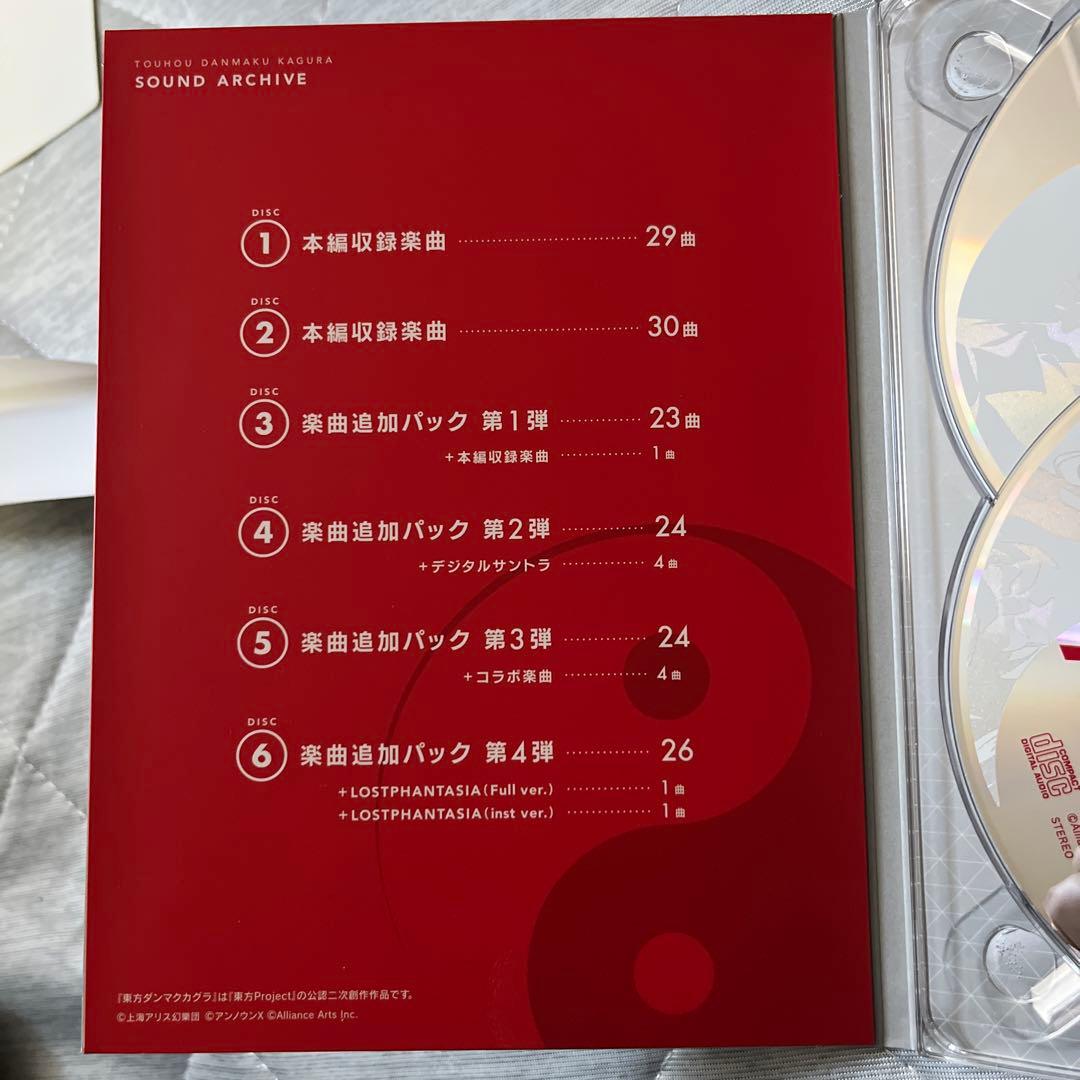 TOUHOU DANMAKU KAGURA
SOUND ARCHIVE
DISC
1 本編収録楽曲 ................................ 29曲
DISC
2 本編収録楽曲 ................................ 30曲
DISC
3 楽曲追加パック 第1弾 .............. 23曲
+本編収録楽曲 .............. 1曲
DISC
4 楽曲追加パック 第2弾 .............. 24
+デジタルサントラ .............. 4曲
DISC
5 楽曲追加パック 第3弾 .............. 24
+コラボ楽曲 .............. 4曲
DISC
6 楽曲追加パック 第4弾 .............. 26
+LOSTPHANTASIA(Full ver.) .............. 1曲
+LOSTPHANTASIA(inst ver.) .............. 1曲
『東方ダンマクカグラ』は『東方Project』の公認二次創作作品です。
©上海アリス幻樂団 ©アンノウンX ©Alliance Arts Inc.
COMPACT
disc
DIGITAL AUDIO
STEREO